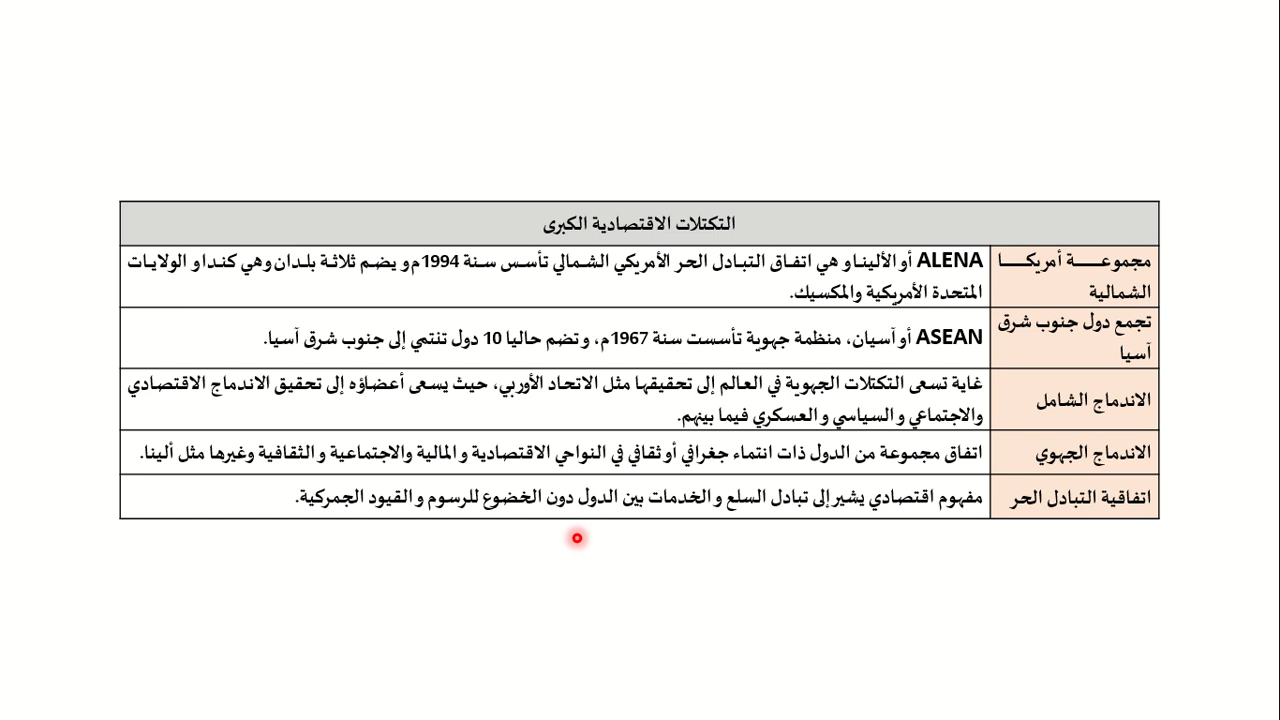 التكتلات الاقتصادية الكبرى
مجموعة أمريكا
الشمالية
ALENA أو الألينا و هي اتفاق التبادل الحر الأمريكي الشمالي تأسس سنة 1994م و يضم ثلاثة بلدان وهي كندا و الولايات
المتحدة الأمريكية والمكسيك.
تجمع دول جنوب شرق
آسيا
ASEAN أو آسيان، منظمة جهوية تأسست سنة 1967م، و تضم حاليا 10 دول تنتمي إلى جنوب شرق آسيا.
الاندماج الشامل
غاية تسعى التكتلات الجهوية في العالم إلى تحقيقها مثل الاتحاد الأوربي، حيث يسعى أعضاؤه إلى تحقيق الاندماج الاقتصادي
والاجتماعي و السياسي و العسكري فيما بينهم.
الاندماج الجهوي
اتفاق مجموعة من الدول ذات انتماء جغرافي أو ثقافي في النواحي الاقتصادية و المالية والاجتماعية و الثقافية وغيرها مثل ألينا.
اتفاقية التبادل الحر
مفهوم اقتصادي يشير إلى تبادل السلع و الخدمات بين الدول دون الخضوع للرسوم و القيود الجمركية.